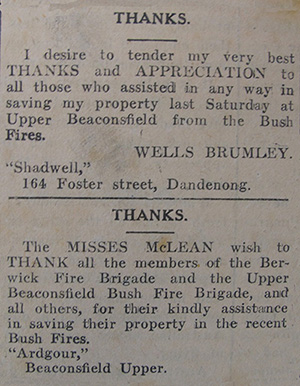 THANKS.
I desire to tender my very best
THANKS and APPRECIATION to
all those who assisted in any way in
saving my property last Saturday at
Upper Beaconsfield from the Bush
Fires.
WELLS BRUMLEY.
"Shadwell,"
164 Foster street, Dandenong.
THANKS.
The MISSES McLEAN wish to
THANK all the members of the Ber-
wick Fire Brigade and the Upper
Beaconsfield Bush Fire Brigade, and
all others, for their kindly assistance
in saving their property in the recent
Bush Fires.
"Ardgour,"
Beaconsfield Upper.